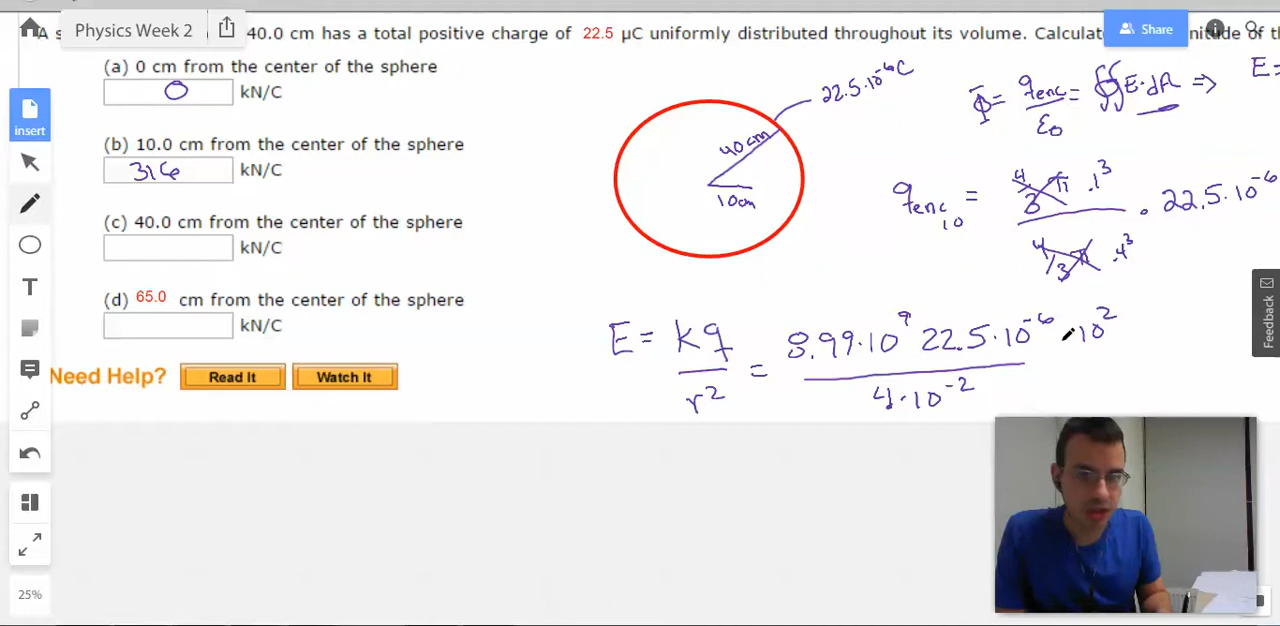 Physics Week 2
Share
A s
40.0 cm has a total positive charge of 22.5 μC uniformly distributed throughout its volume. Calculat
nitude of t
(a) 0 cm from the center of the sphere
0 kN/C
(b) 10.0 cm from the center of the sphere
316 kN/C
(c) 40.0 cm from the center of the sphere
kN/C
(d) 65.0 cm from the center of the sphere
kN/C
Need Help? Read It Watch It
insert
T
25%
22.5·10⁻⁶C
40cm
10cm
Φ = qenc/ε0 = ∯E·dA ⇒ E=
qenc10 = 4/3 π ·.1³ / 4/3 π ·.4³ · 22.5·10⁻⁶
E = kq/r² = 8.99·10⁹ 22.5·10⁻⁶ ·10² / 4·10⁻²
Feedback